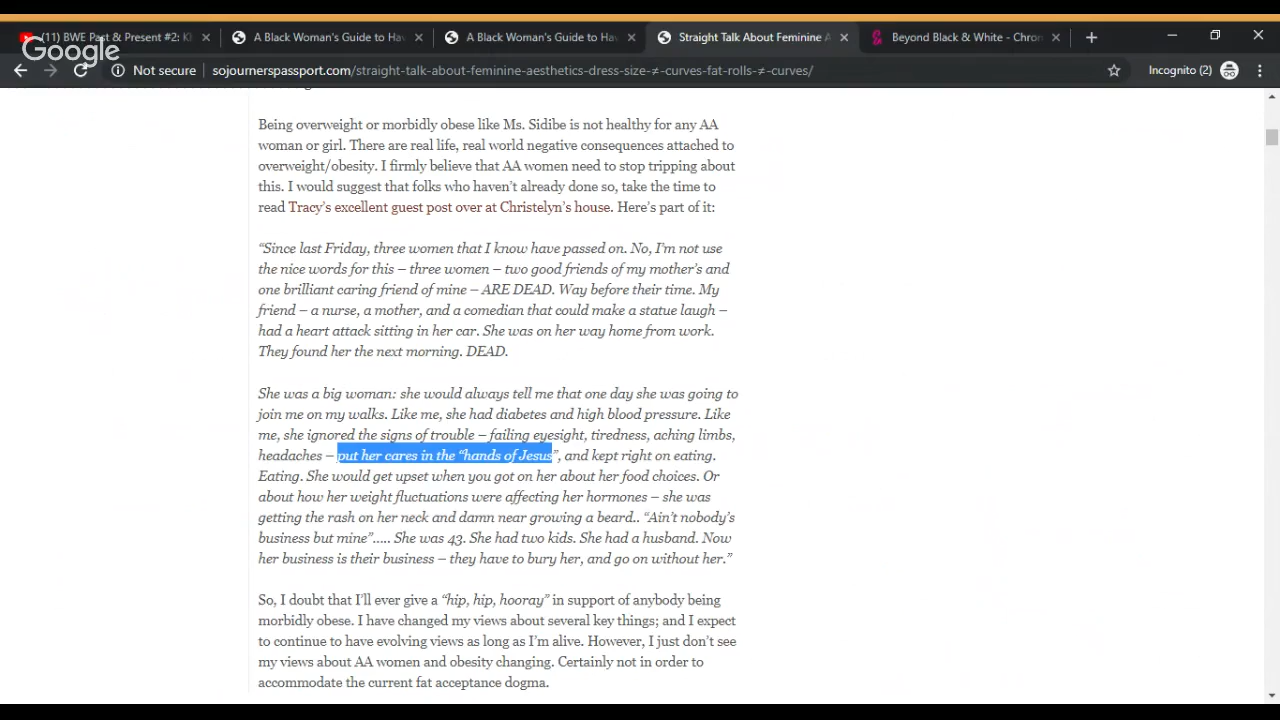 (11) BWE Past & Present #2: K
A Black Woman's Guide to Hav
A Black Woman's Guide to Hav
Straight Talk About Feminine A
Beyond Black & White - Chron
Google
Not secure
sojournerspassport.com/straight-talk-about-feminine-aesthetics-dress-size-≠-curves-fat-rolls-≠-curves/
Incognito (2)
Being overweight or morbidly obese like Ms. Sidibe is not healthy for any AA
woman or girl. There are real life, real world negative consequences attached to
overweight/obesity. I firmly believe that AA women need to stop tripping about
this. I would suggest that folks who haven't already done so, take the time to
read Tracy's excellent guest post over at Christelyn's house. Here's part of it:
“Since last Friday, three women that I know have passed on. No, I'm not use
the nice words for this – three women – two good friends of my mother's and
one brilliant caring friend of mine – ARE DEAD. Way before their time. My
friend – a nurse, a mother, and a comedian that could make a statue laugh –
had a heart attack sitting in her car. She was on her way home from work.
They found her the next morning. DEAD.
She was a big woman: she would always tell me that one day she was going to
join me on my walks. Like me, she had diabetes and high blood pressure. Like
me, she ignored the signs of trouble – failing eyesight, tiredness, aching limbs,
headaches – put her cares in the “hands of Jesus”, and kept right on eating.
Eating. She would get upset when you got on her about her food choices. Or
about how her weight fluctuations were affecting her hormones – she was
getting the rash on her neck and damn near growing a beard.. “Ain't nobody's
business but mine”..... She was 43. She had two kids. She had a husband. Now
her business is their business – they have to bury her, and go on without her.”
So, I doubt that I'll ever give a “hip, hip, hooray” in support of anybody being
morbidly obese. I have changed my views about several key things; and I expect
to continue to have evolving views as long as I'm alive. However, I just don't see
my views about AA women and obesity changing. Certainly not in order to
accommodate the current fat acceptance dogma.